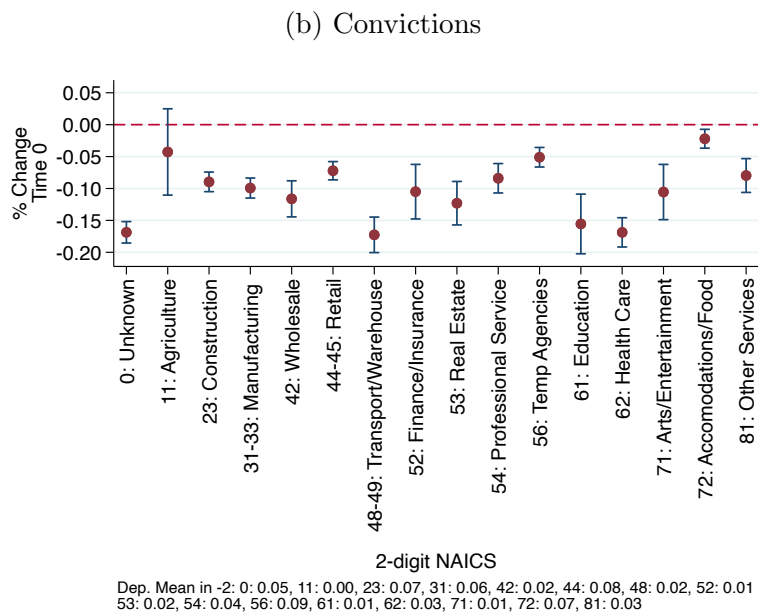 (b) Convictions
0.05
0.00
-0.05
-0.10
-0.15
-0.20
% Change
Time 0
0: Unknown
11: Agriculture
23: Construction
31-33: Manufacturing
42: Wholesale
44-45: Retail
48-49: Transport/Warehouse
52: Finance/Insurance
53: Real Estate
54: Professional Service
56: Temp Agencies
61: Education
62: Health Care
71: Arts/Entertainment
72: Accomodations/Food
81: Other Services
2-digit NAICS
Dep. Mean in -2: 0: 0.05, 11: 0.00, 23: 0.07, 31: 0.06, 42: 0.02, 44: 0.08, 48: 0.02, 52: 0.01
53: 0.02, 54: 0.04, 56: 0.09, 61: 0.01, 62: 0.03, 71: 0.01, 72: 0.07, 81: 0.03